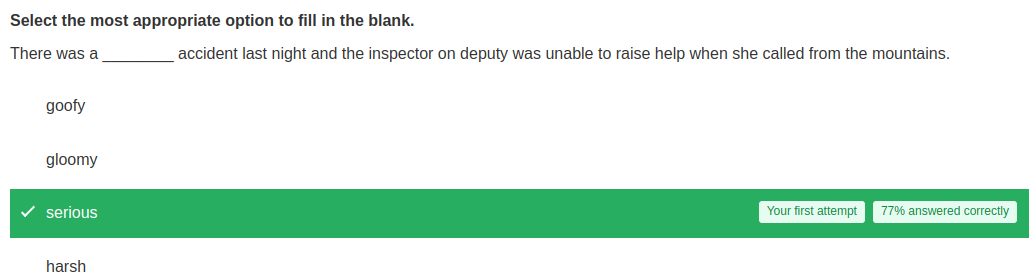 Select the most appropriate option to fill in the blank.
There was a ________ accident last night and the inspector on deputy was unable to raise help when she called from the mountains.
goofy
gloomy
serious Your first attempt 77% answered correctly
harsh